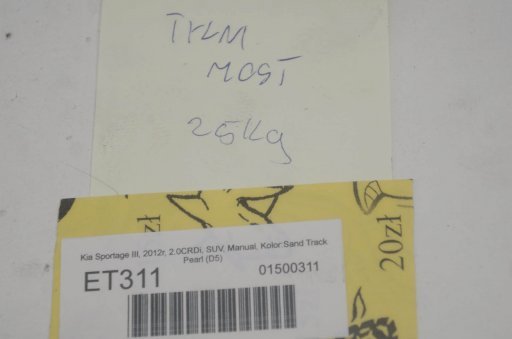 TYLM
MOST
25Kg
20zł
20zł
Kia Sportage III, 2012r, 2.0CRDi, SUV, Manual, Kolor Sand Track
Pearl (D5)
ET311
01500311